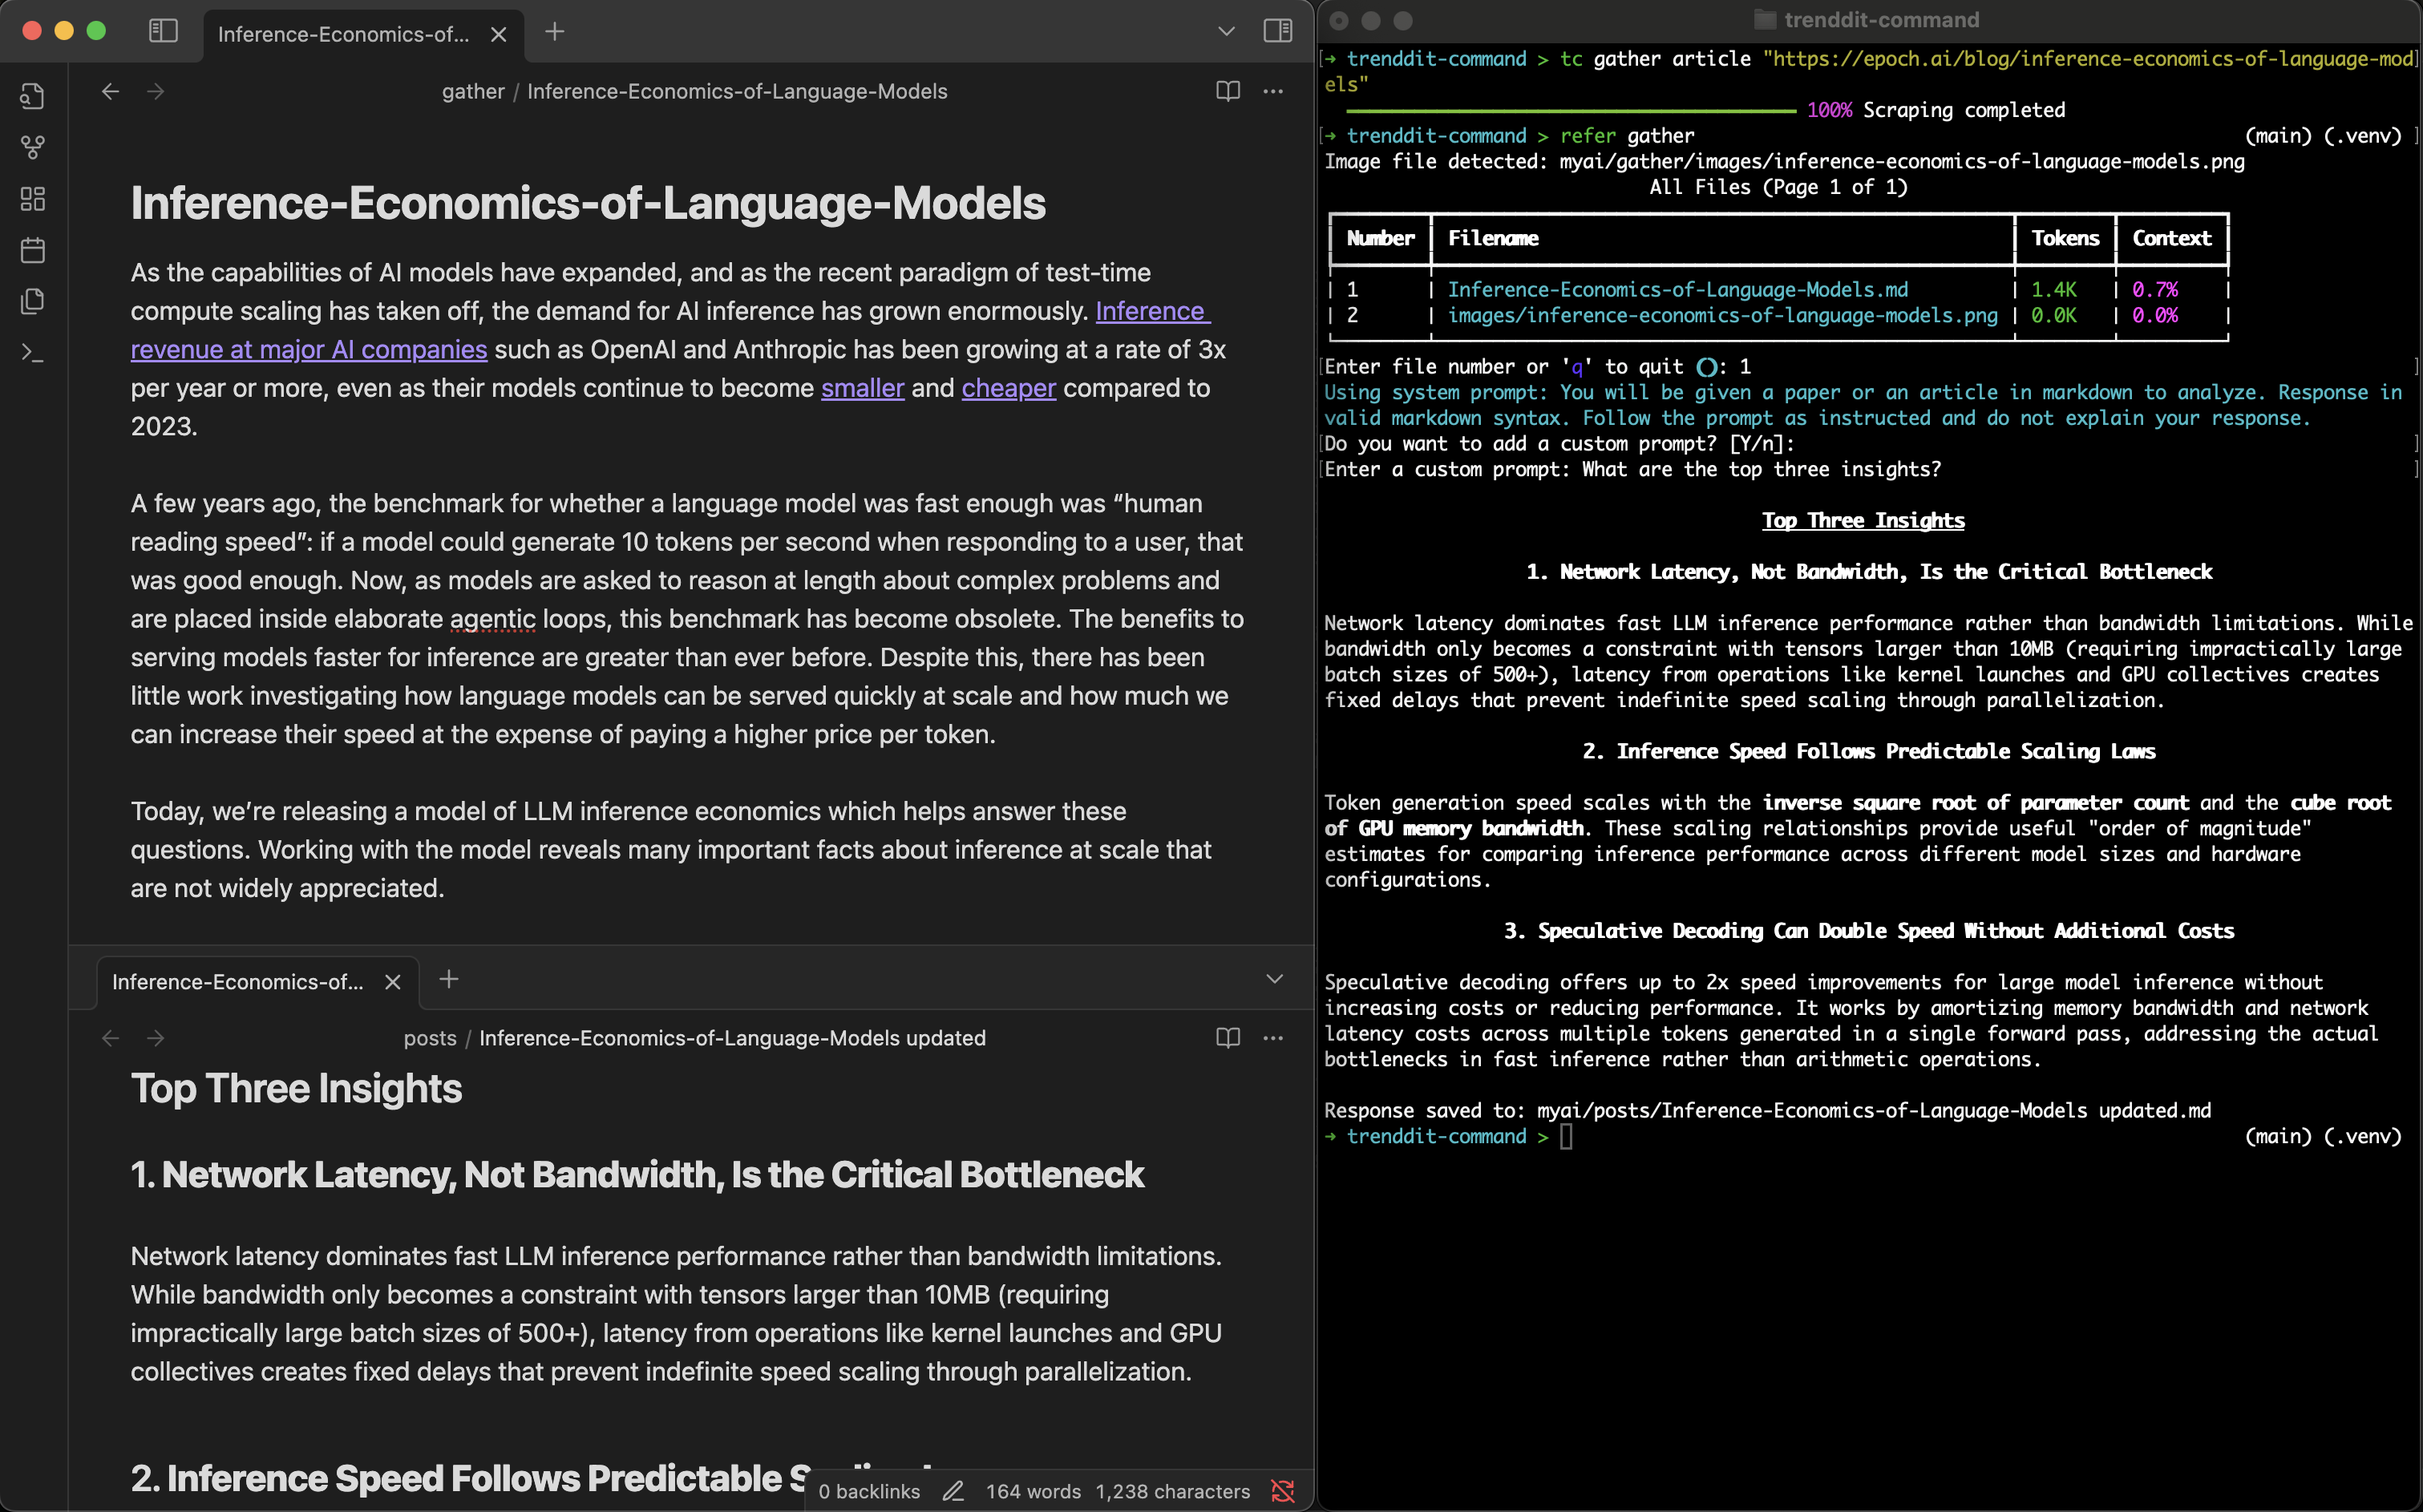 Inference-Economics-of...
gather / Inference-Economics-of-Language-Models
Inference-Economics-of-Language-Models
As the capabilities of AI models have expanded, and as the recent paradigm of test-time
compute scaling has taken off, the demand for AI inference has grown enormously. Inference
revenue at major AI companies such as OpenAI and Anthropic has been growing at a rate of 3x
per year or more, even as their models continue to become smaller and cheaper compared to
2023.
A few years ago, the benchmark for whether a language model was fast enough was “human
reading speed”: if a model could generate 10 tokens per second when responding to a user, that
was good enough. Now, as models are asked to reason at length about complex problems and
are placed inside elaborate agentic loops, this benchmark has become obsolete. The benefits to
serving models faster for inference are greater than ever before. Despite this, there has been
little work investigating how language models can be served quickly at scale and how much we
can increase their speed at the expense of paying a higher price per token.
Today, we’re releasing a model of LLM inference economics which helps answer these
questions. Working with the model reveals many important facts about inference at scale that
are not widely appreciated.
Inference-Economics-of...
posts / Inference-Economics-of-Language-Models updated
Top Three Insights
1. Network Latency, Not Bandwidth, Is the Critical Bottleneck
Network latency dominates fast LLM inference performance rather than bandwidth limitations.
While bandwidth only becomes a constraint with tensors larger than 10MB (requiring
impractically large batch sizes of 500+), latency from operations like kernel launches and GPU
collectives creates fixed delays that prevent indefinite speed scaling through parallelization.
2. Inference Speed Follows Predictable
0 backlinks 164 words 1,238 characters
trenddit-command
[→ trenddit-command > tc gather article "https://epoch.ai/blog/inference-economics-of-language-mod]
els"
100% Scraping completed
[→ trenddit-command > refer gather (main) (.venv) ]
Image file detected: myai/gather/images/inference-economics-of-language-models.png
All Files (Page 1 of 1)
Number Filename Tokens Context
1 Inference-Economics-of-Language-Models.md 1.4K 0.7%
2 images/inference-economics-of-language-models.png 0.0K 0.0%
[Enter file number or 'q' to quit (): 1 ]
Using system prompt: You will be given a paper or an article in markdown to analyze. Response in
valid markdown syntax. Follow the prompt as instructed and do not explain your response.
[Do you want to add a custom prompt? [Y/n]: ]
[Enter a custom prompt: What are the top three insights? ]
Top Three Insights
1. Network Latency, Not Bandwidth, Is the Critical Bottleneck
Network latency dominates fast LLM inference performance rather than bandwidth limitations. While
bandwidth only becomes a constraint with tensors larger than 10MB (requiring impractically large
batch sizes of 500+), latency from operations like kernel launches and GPU collectives creates
fixed delays that prevent indefinite speed scaling through parallelization.
2. Inference Speed Follows Predictable Scaling Laws
Token generation speed scales with the inverse square root of parameter count and the cube root
of GPU memory bandwidth. These scaling relationships provide useful "order of magnitude"
estimates for comparing inference performance across different model sizes and hardware
configurations.
3. Speculative Decoding Can Double Speed Without Additional Costs
Speculative decoding offers up to 2x speed improvements for large model inference without
increasing costs or reducing performance. It works by amortizing memory bandwidth and network
latency costs across multiple tokens generated in a single forward pass, addressing the actual
bottlenecks in fast inference rather than arithmetic operations.
Response saved to: myai/posts/Inference-Economics-of-Language-Models updated.md
→ trenddit-command > (main) (.venv)